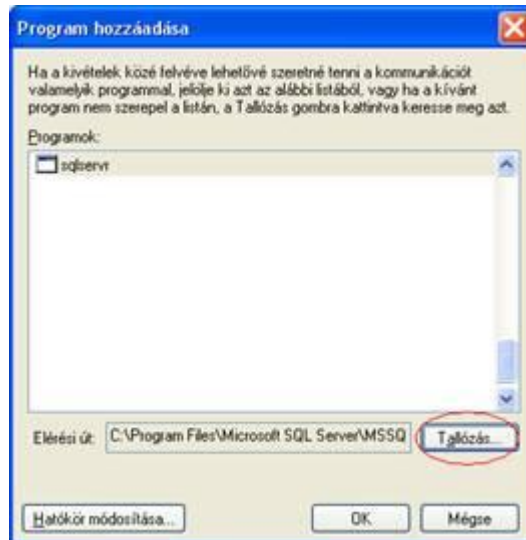 Program hozzáadása
Ha a kivételek közé felvéve lehetővé szeretné tenni a kommunikációt
valamelyik programmal, jelölje ki azt az alábbi listából, vagy ha a kívánt
program nem szerepel a listán, a Tallózás gombra kattintva keresse meg azt.
Programok:
sqlservr
Elérési út: C:\Program Files\Microsoft SQL Server\MSSQ Tallózás...
Hatókör módosítása... OK Mégse